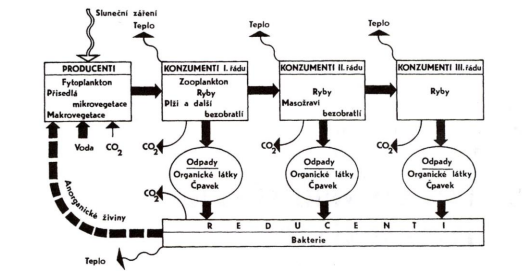 Sluneční záření
Teplo
Teplo
Teplo
PRODUCENTI
Fytoplankton
Přisedlá
mikrovegetace
Makrovegetace
KONZUMENTI I. řádu
Zooplankton
Ryby
Plži a další
bezobratlí
KONZUMENTI II. řádu
Ryby
Masožraví
bezobratlí
KONZUMENTI III. řádu
Ryby
Voda
CO2
CO2
CO2
CO2
Odpady
Organické látky
Čpavek
Odpady
Organické látky
Čpavek
Odpady
Organické látky
Čpavek
Anorganické živiny
CO2
REDUCENTI
Bakterie
Teplo